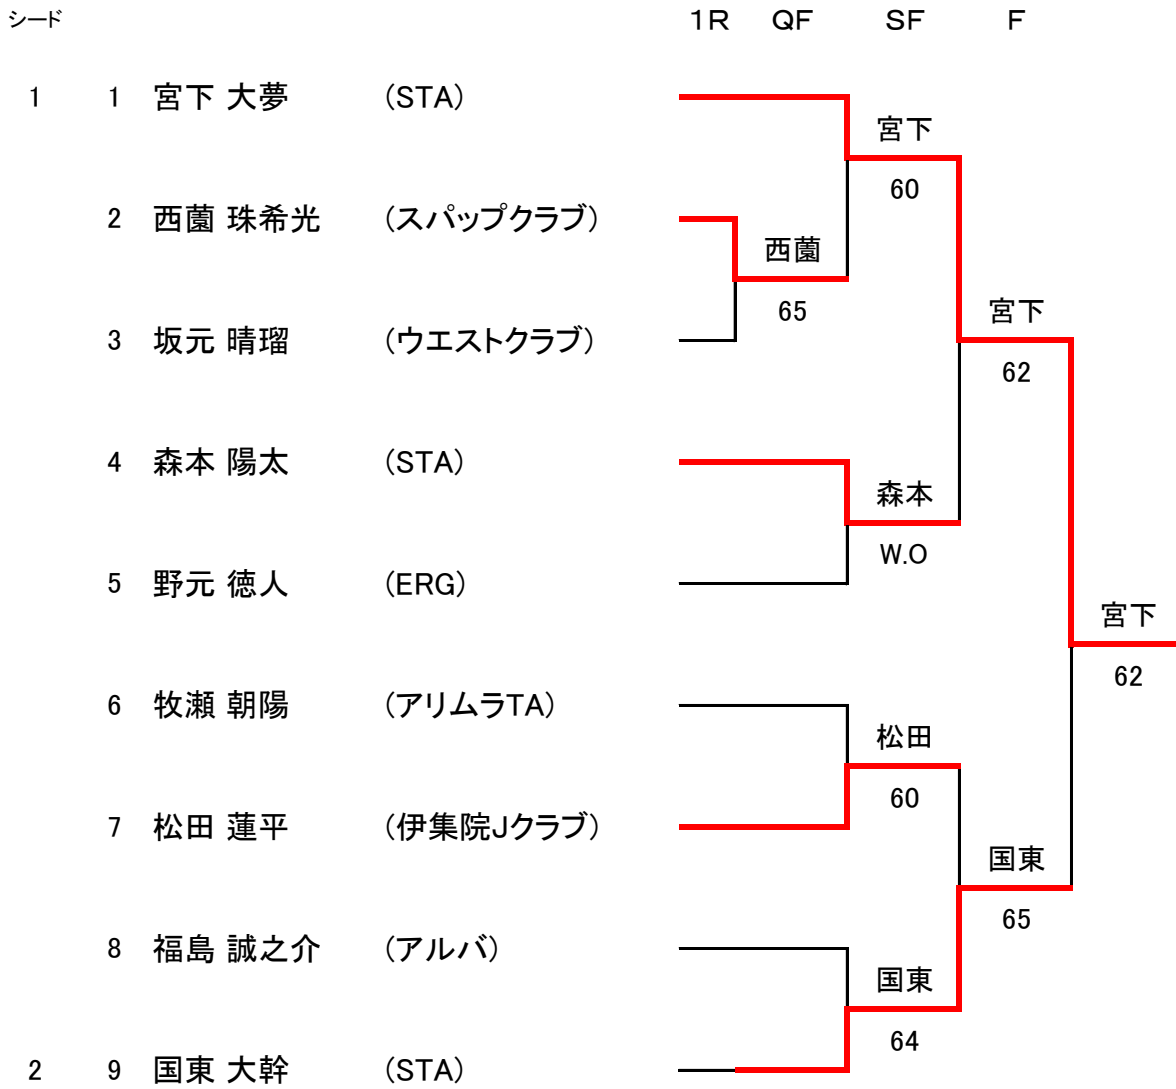 シード 1R QF SF F
1 1 宮下 大夢 (STA)
宮下
60
2 西薗 珠希光 (スパップクラブ)
西薗
65
宮下
3 坂元 晴瑠 (ウエストクラブ)
62
4 森本 陽太 (STA)
森本
W.O
5 野元 徳人 (ERG)
宮下
62
6 牧瀬 朝陽 (アリムラTA)
松田
60
7 松田 蓮平 (伊集院Jクラブ)
国東
65
8 福島 誠之介 (アルバ)
国東
64
2 9 国東 大幹 (STA)